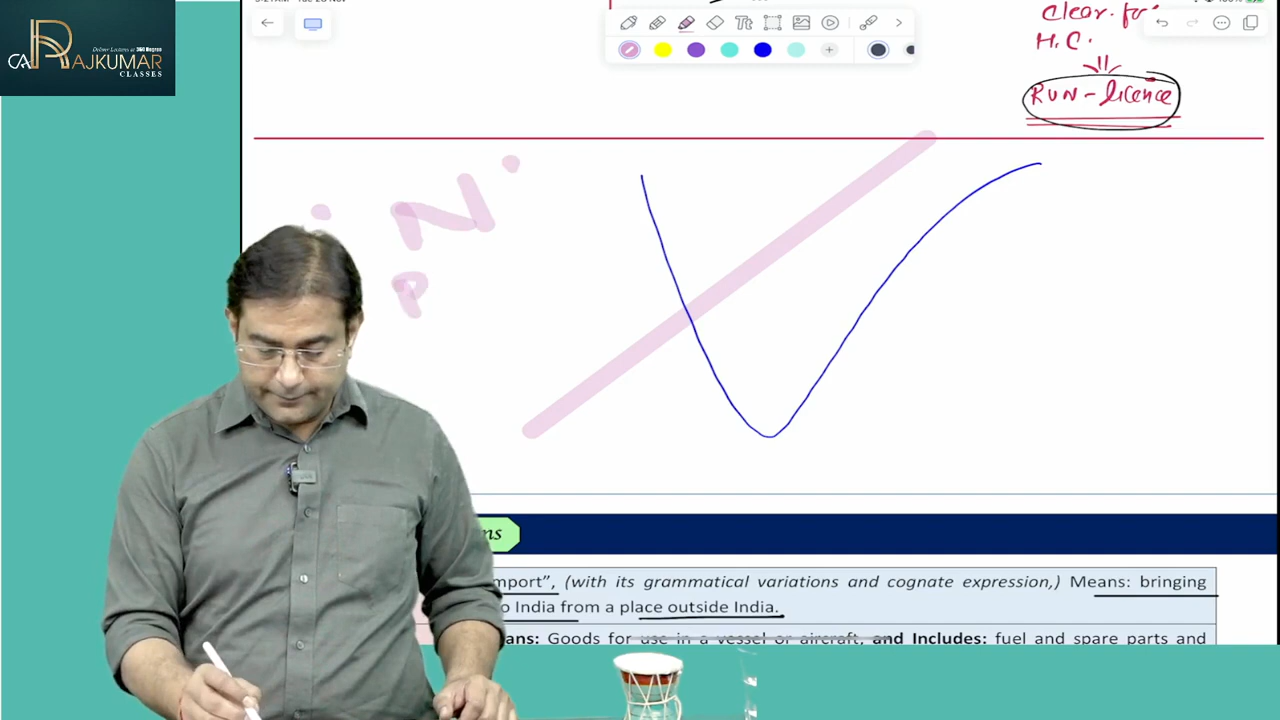 Deliver Lectures at 360 Degree
CA RAJKUMAR
CLASSES
Tt
clear. for
H.C.
RUN-licence
N.
P
ns
mport”, (with its grammatical variations and cognate expression,) Means: bringing
o India from a place outside India.
ans: Goods for use in a vessel or aircraft, and Includes: fuel and spare parts and